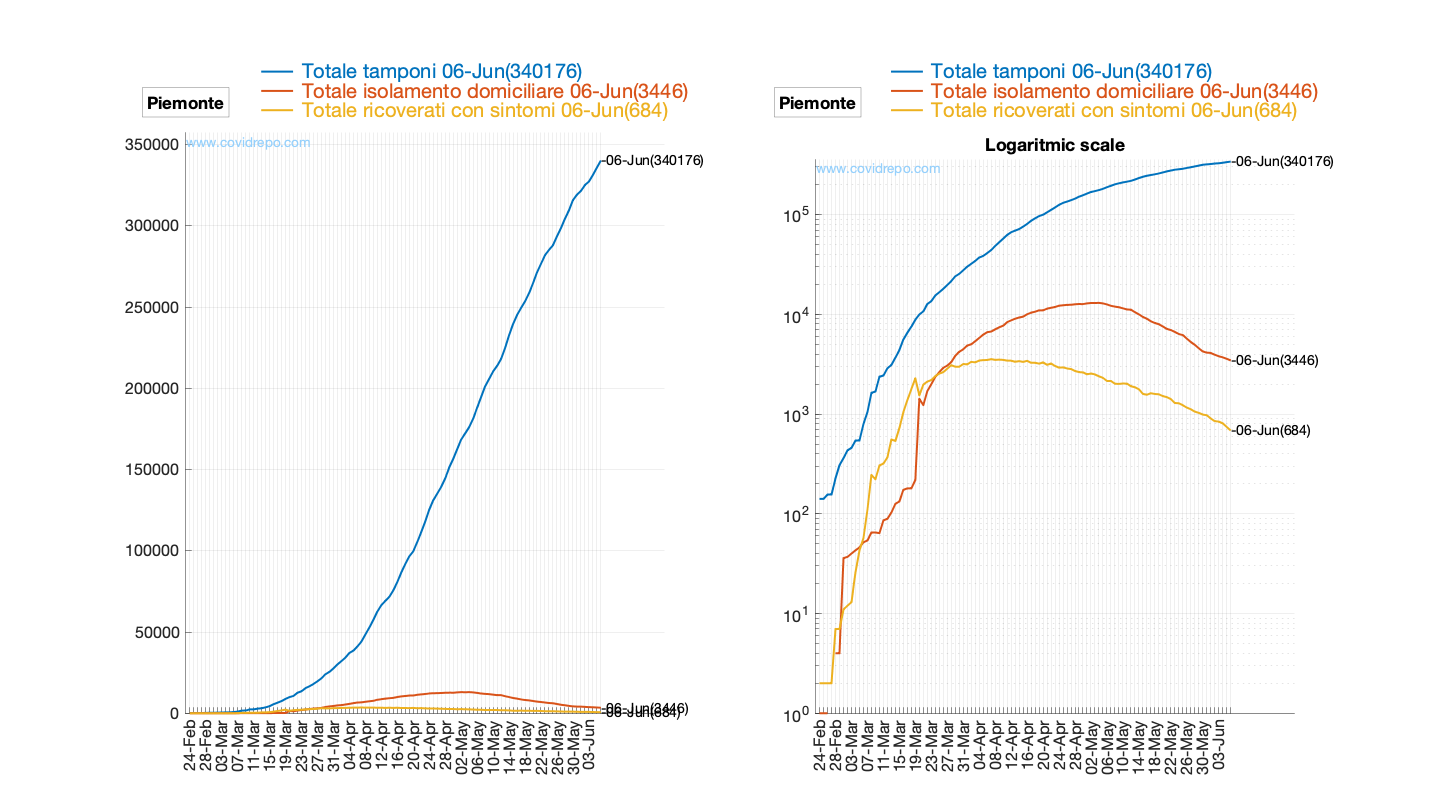 Totale tamponi 06-Jun(340176)
Totale isolamento domiciliare 06-Jun(3446)
Totale ricoverati con sintomi 06-Jun(684)
Piemonte
www.covidrepo.com
350000
300000
250000
200000
150000
100000
50000
0
-06-Jun(340176)
-06-Jun(3446)
-06-Jun(684)
24-Feb
28-Feb
03-Mar
07-Mar
11-Mar
15-Mar
19-Mar
23-Mar
27-Mar
31-Mar
04-Apr
08-Apr
12-Apr
16-Apr
20-Apr
24-Apr
28-Apr
02-May
06-May
10-May
14-May
18-May
22-May
26-May
30-May
03-Jun
Totale tamponi 06-Jun(340176)
Totale isolamento domiciliare 06-Jun(3446)
Totale ricoverati con sintomi 06-Jun(684)
Piemonte
Logaritmic scale
www.covidrepo.com
10^5
10^4
10^3
10^2
10^1
10^0
-06-Jun(340176)
-06-Jun(3446)
-06-Jun(684)
24-Feb
28-Feb
03-Mar
07-Mar
11-Mar
15-Mar
19-Mar
23-Mar
27-Mar
31-Mar
04-Apr
08-Apr
12-Apr
16-Apr
20-Apr
24-Apr
28-Apr
02-May
06-May
10-May
14-May
18-May
22-May
26-May
30-May
03-Jun